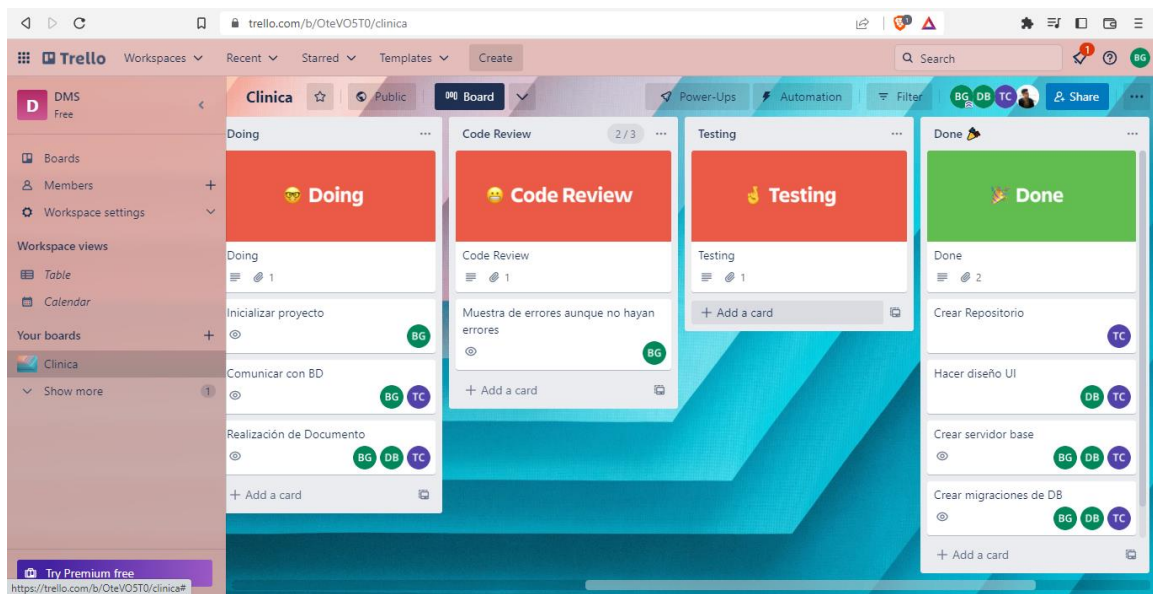 trello.com/b/OteVO5T0/clinica
Trello Workspaces Recent Starred Templates Create Search 1 BG
D DMS
Free
Clinica Public Board Power-Ups Automation Filter BG DB TC Share
Boards
Members
Workspace settings
Workspace views
Table
Calendar
Your boards
Clinica
Show more 1
Try Premium free
https://trello.com/b/OteVO5T0/clinica#
Doing
Doing
Doing
1
Inicializar proyecto
BG
Comunicar con BD
BG TC
Realización de Documento
BG DB TC
+ Add a card
Code Review 2 / 3
Code Review
Code Review
1
Muestra de errores aunque no hayan
errores
BG
+ Add a card
Testing
Testing
Testing
1
+ Add a card
Done
Done
Done
2
Crear Repositorio
TC
Hacer diseño UI
DB TC
Crear servidor base
BG DB TC
Crear migraciones de DB
BG DB TC
+ Add a card